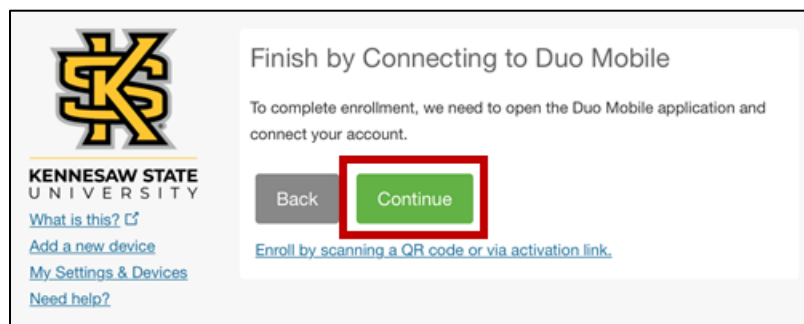 KS
KENNESAW STATE
UNIVERSITY
What is this?
Add a new device
My Settings & Devices
Need help?
Finish by Connecting to Duo Mobile
To complete enrollment, we need to open the Duo Mobile application and
connect your account.
Back
Continue
Enroll by scanning a QR code or via activation link.